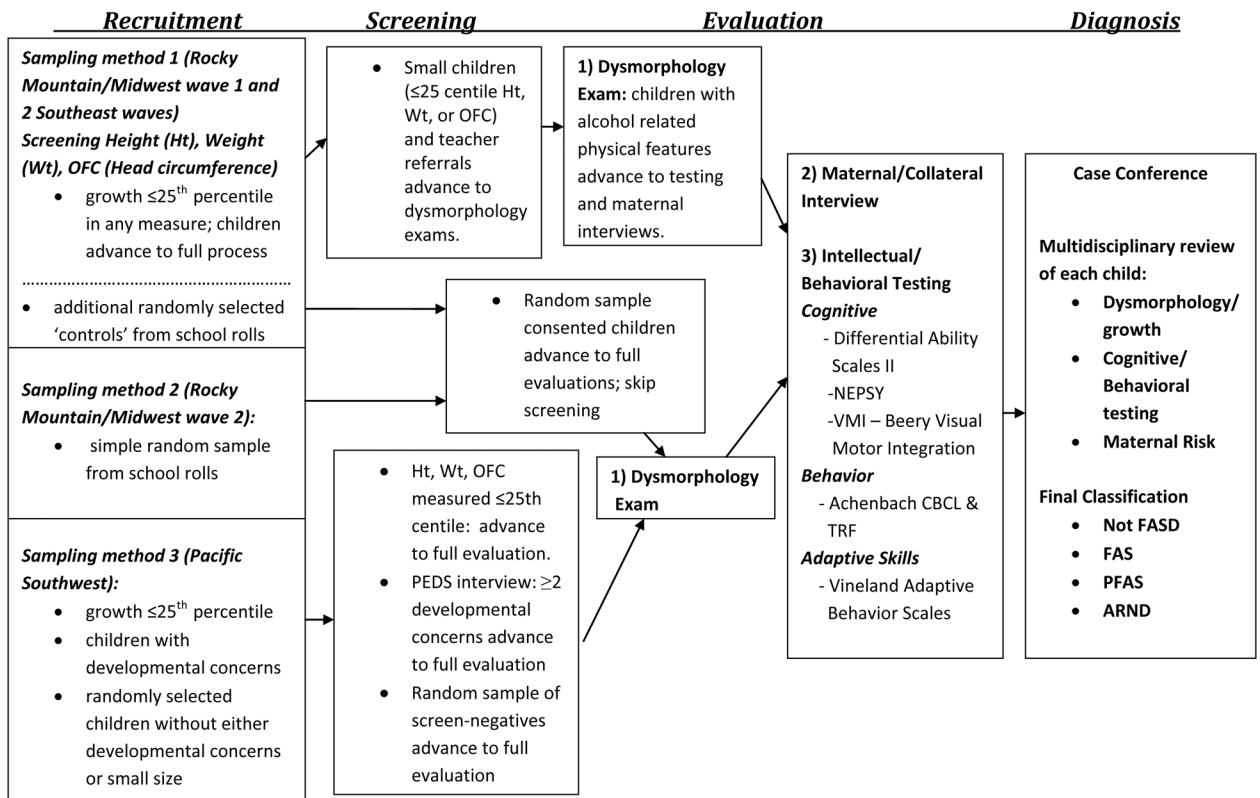 Recruitment Screening Evaluation Diagnosis
Sampling method 1 (Rocky
Mountain/Midwest wave 1 and
2 Southeast waves)
Screening Height (Ht), Weight
(Wt), OFC (Head circumference)
• growth ≤25th percentile
in any measure; children
advance to full process
................................................................
• additional randomly selected
‘controls’ from school rolls
Sampling method 2 (Rocky
Mountain/Midwest wave 2):
• simple random sample
from school rolls
Sampling method 3 (Pacific
Southwest):
• growth ≤25th percentile
• children with
developmental concerns
• randomly selected
children without either
developmental concerns
or small size
• Small children
(≤25 centile Ht,
Wt, or OFC)
and teacher
referrals
advance to
dysmorphology
exams.
• Random sample
consented children
advance to full
evaluations; skip
screening
• Ht, Wt, OFC
measured ≤25th
centile: advance
to full evaluation.
• PEDS interview: ≥2
developmental
concerns advance
to full evaluation
• Random sample of
screen-negatives
advance to full
evaluation
1) Dysmorphology
Exam: children with
alcohol related
physical features
advance to testing
and maternal
interviews.
1) Dysmorphology
Exam
2) Maternal/Collateral
Interview
3) Intellectual/
Behavioral Testing
Cognitive
- Differential Ability
Scales II
-NEPSY
-VMI – Beery Visual
Motor Integration
Behavior
- Achenbach CBCL &
TRF
Adaptive Skills
- Vineland Adaptive
Behavior Scales
Case Conference
Multidisciplinary review
of each child:
• Dysmorphology/
growth
• Cognitive/
Behavioral
testing
• Maternal Risk
Final Classification
• Not FASD
• FAS
• PFAS
• ARND